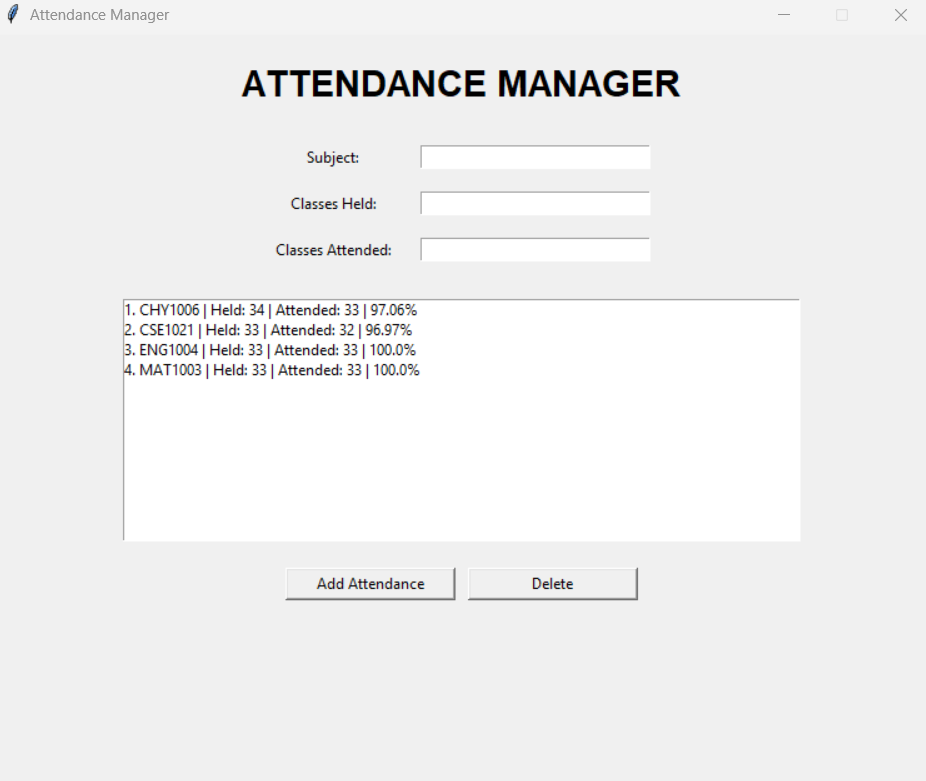 Attendance Manager
ATTENDANCE MANAGER
Subject:
Classes Held:
Classes Attended:
1. CHY1006 | Held: 34 | Attended: 33 | 97.06%
2. CSE1021 | Held: 33 | Attended: 32 | 96.97%
3. ENG1004 | Held: 33 | Attended: 33 | 100.0%
4. MAT1003 | Held: 33 | Attended: 33 | 100.0%
Add Attendance Delete